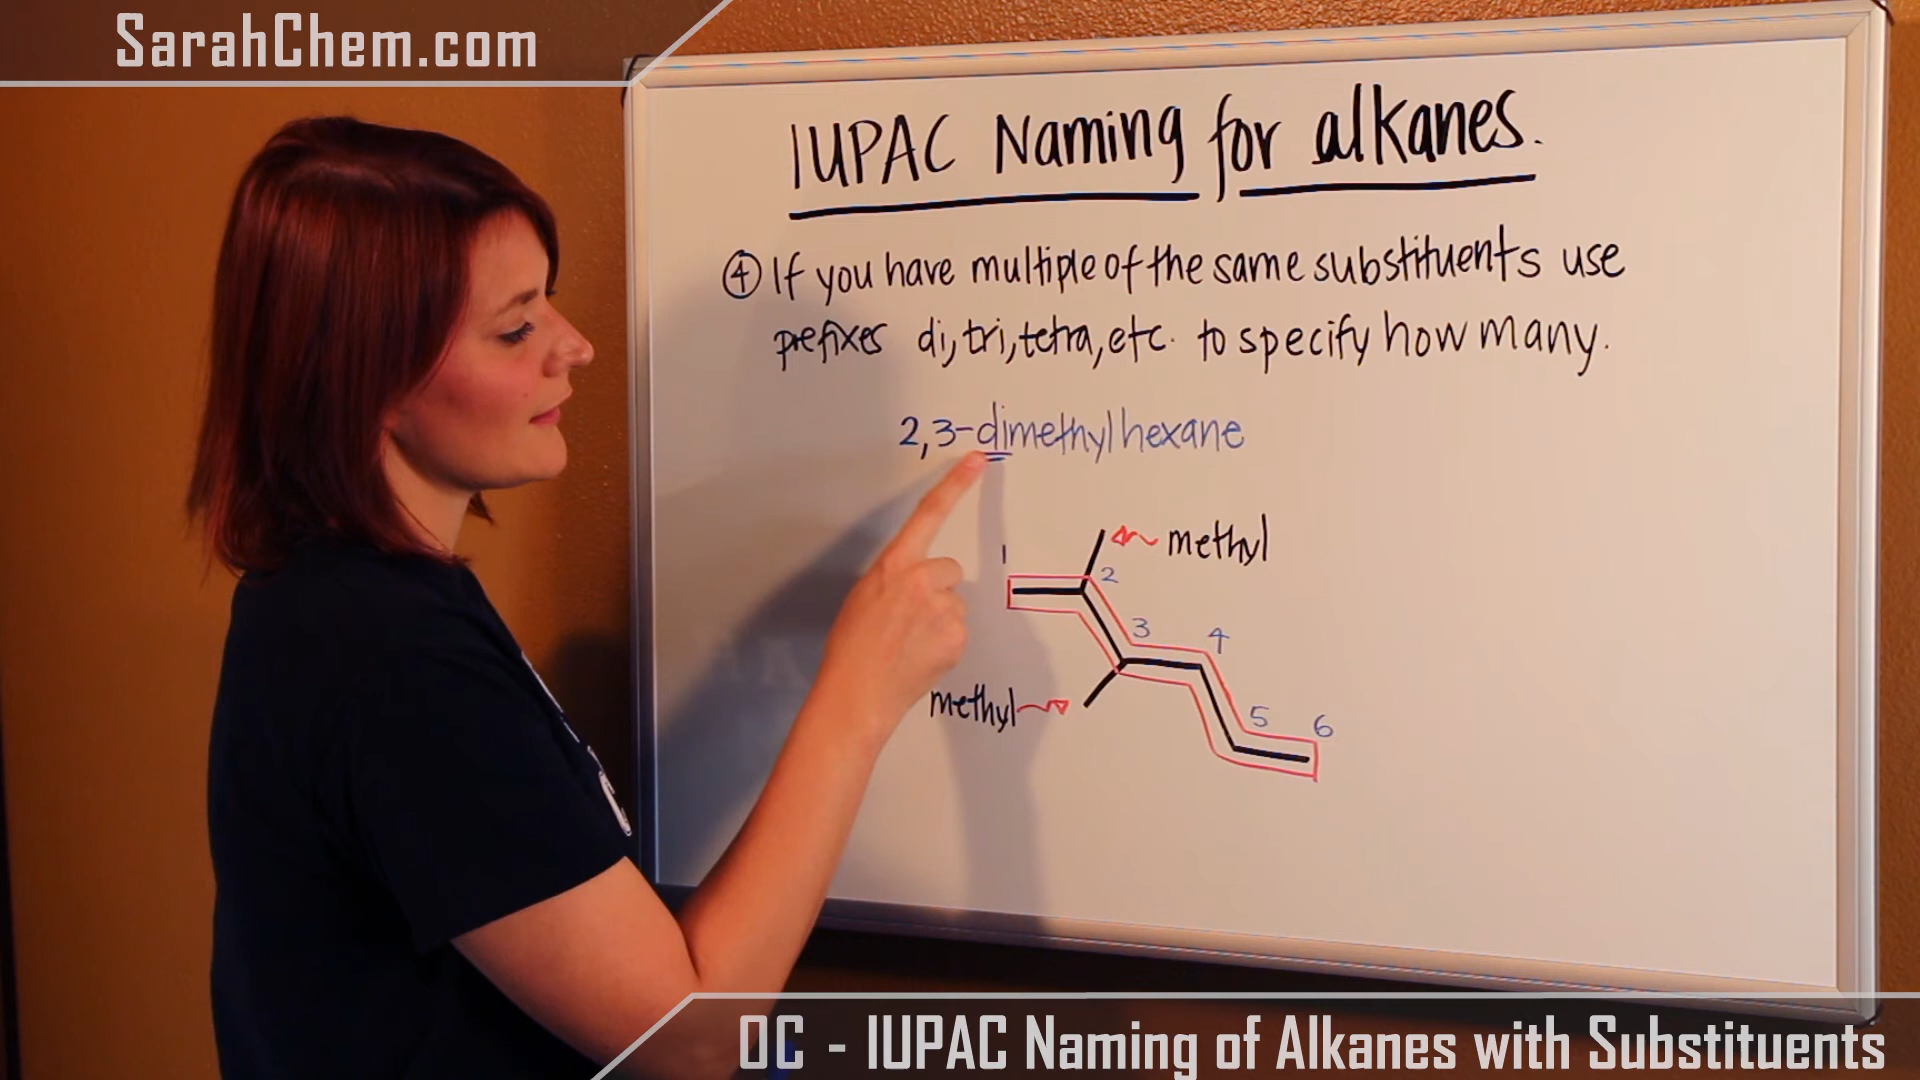 SarahChem.com
IUPAC Naming for alkanes.
④ If you have multiple of the same substituents use
prefixes di, tri, tetra, etc. to specify how many.
2,3-dimethylhexane
methyl
1
2
3
4
methyl
5
6
C
OC - IUPAC Naming of Alkanes with Substituents